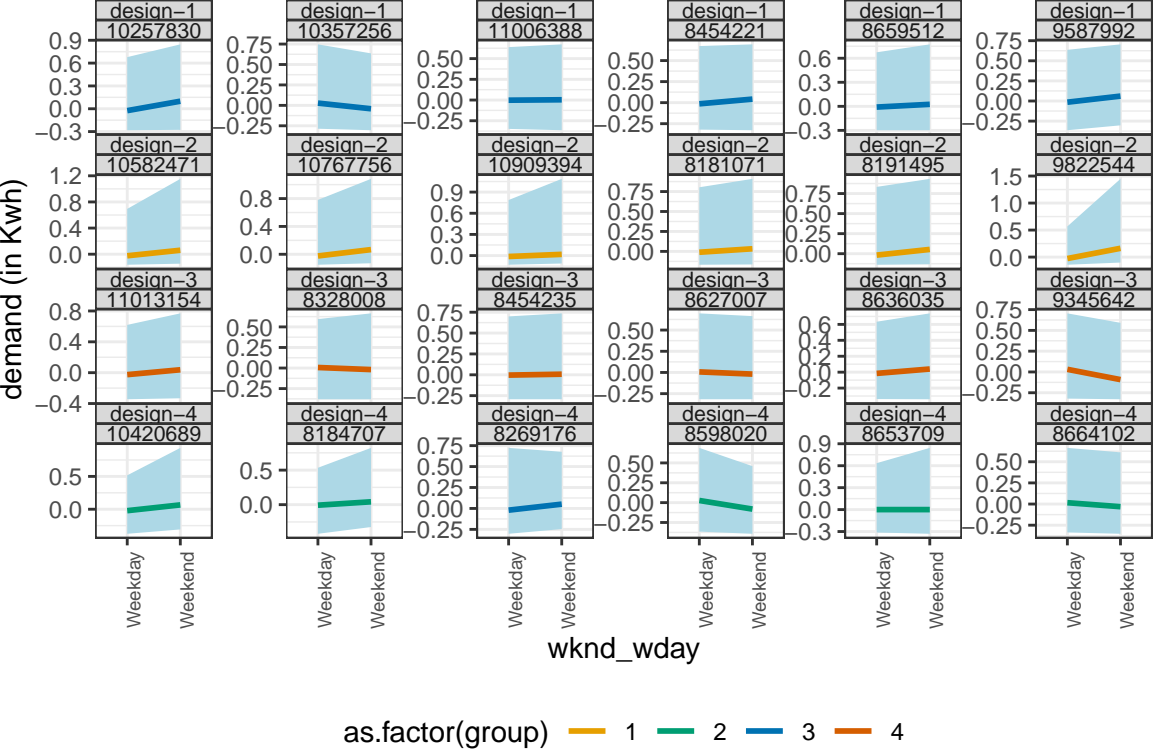 design−1 design−1 design−1 design−1 design−1 design−1
10257830 10357256 11006388 8454221 8659512 9587992
0.9 0.6 0.3 0.0 −0.3
0.75 0.50 0.25 0.00 −0.25
0.50 0.25 0.00 −0.25
0.50 0.25 0.00 −0.25
0.6 0.3 0.0 −0.3
0.75 0.50 0.25 0.00 −0.25
design−2 design−2 design−2 design−2 design−2 design−2
10582471 10767756 10909394 8181071 8191495 9822544
1.2 0.8 0.4 0.0
0.8 0.4 0.0
0.9 0.6 0.3 0.0
0.75 0.50 0.25 0.00
0.75 0.50 0.25 0.00
1.5 1.0 0.5 0.0
design−3 design−3 design−3 design−3 design−3 design−3
11013154 8328008 8454235 8627007 8636035 9345642
0.8 0.4 0.0 −0.4
0.50 0.25 0.00 −0.25
0.75 0.50 0.25 0.00 −0.25
0.50 0.25 0.00 −0.25
0.6 0.4 0.2 0.0 −0.2
0.75 0.50 0.25 0.00 −0.25
design−4 design−4 design−4 design−4 design−4 design−4
10420689 8184707 8269176 8598020 8653709 8664102
0.5 0.0
0.5 0.0
0.75 0.50 0.25 0.00 −0.25
0.50 0.25 0.00 −0.25
0.9 0.6 0.3 0.0 −0.3
0.50 0.25 0.00 −0.25
demand (in Kwh)
Weekday Weekend Weekday Weekend Weekday Weekend Weekday Weekend Weekday Weekend Weekday Weekend
wknd_wday
as.factor(group) 1 2 3 4